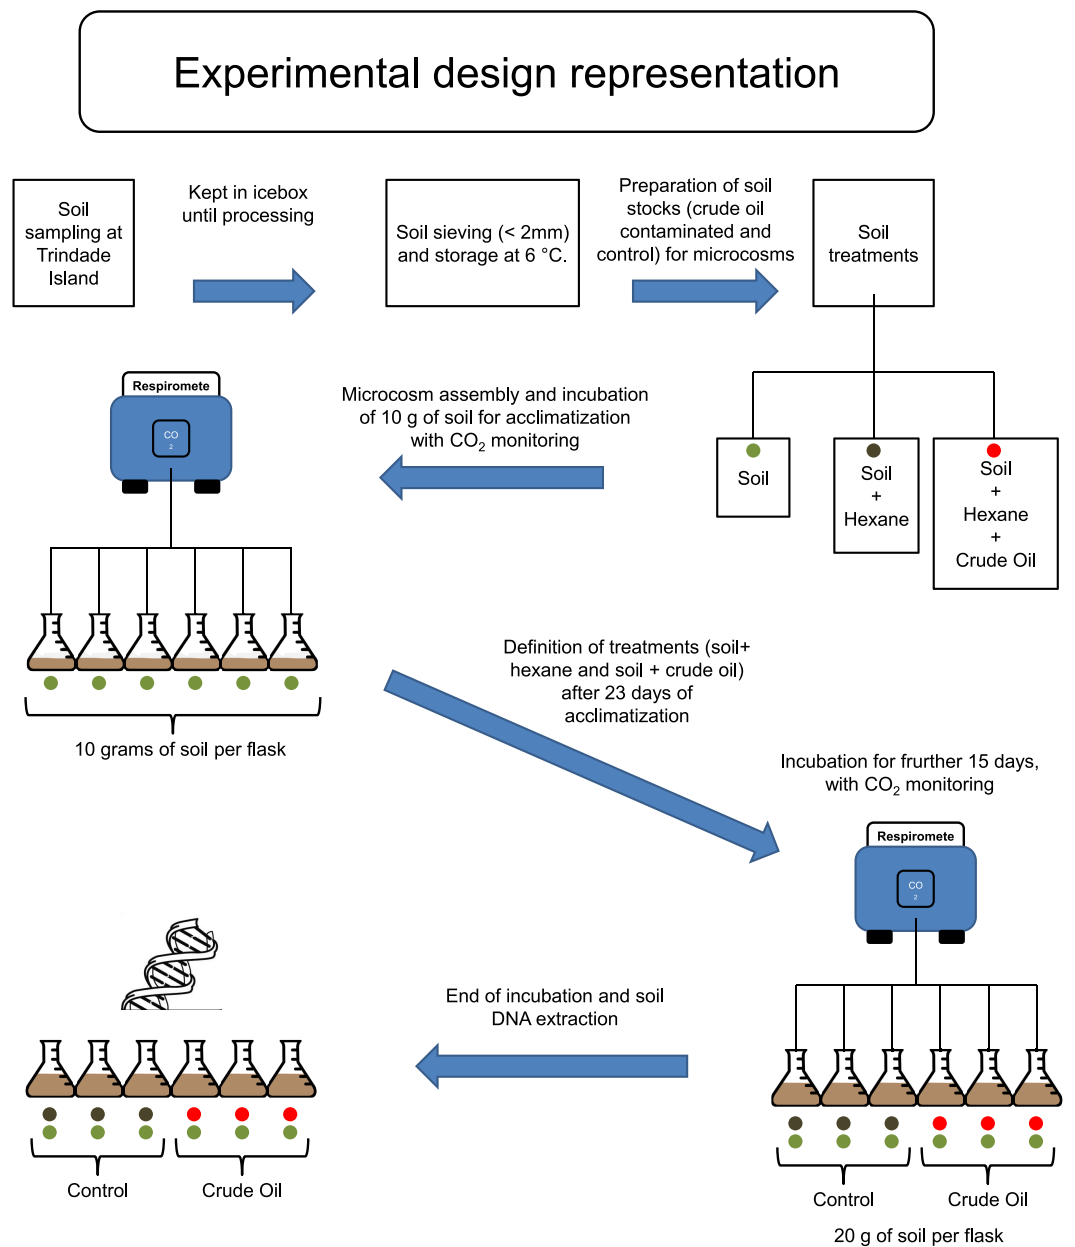 Experimental design representation
Soil
sampling at
Trindade
Island
Kept in icebox
until processing
Soil sieving (< 2mm)
and storage at 6 °C.
Preparation of soil
stocks (crude oil
contaminated and
control) for microcosms
Soil
treatments
Respiromete
CO
2
Microcosm assembly and incubation
of 10 g of soil for acclimatization
with CO₂ monitoring
Soil
Soil
+
Hexane
Soil
+
Hexane
+
Crude Oil
10 grams of soil per flask
Definition of treatments (soil+
hexane and soil + crude oil)
after 23 days of
acclimatization
Incubation for frurther 15 days,
with CO₂ monitoring
Respiromete
CO
2
End of incubation and soil
DNA extraction
Control
Crude Oil
Control
Crude Oil
20 g of soil per flask